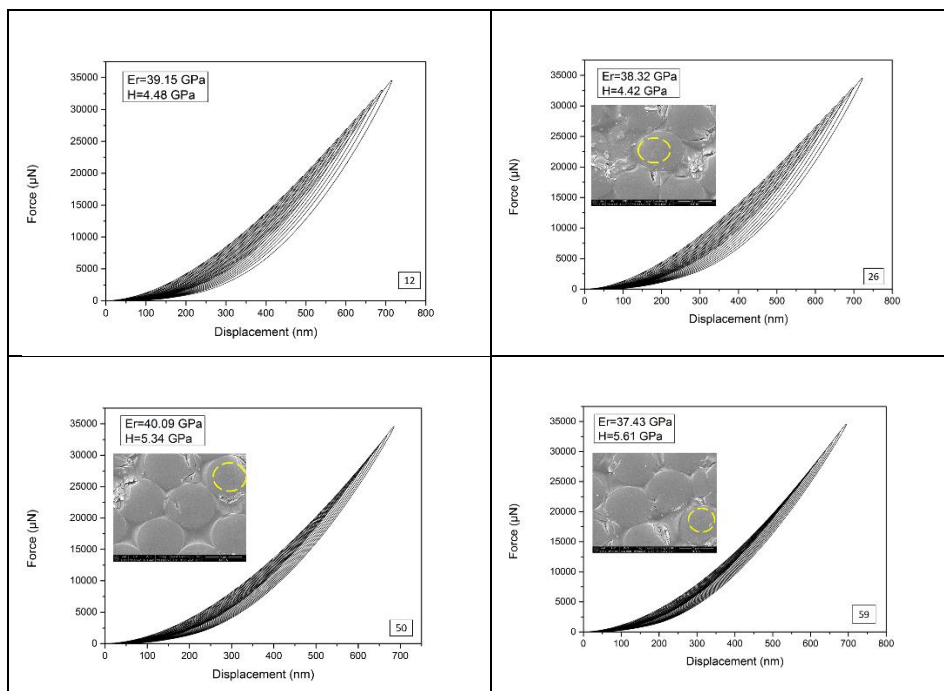 Er=39.15 GPa
H=4.48 GPa
35000
30000
25000
20000
15000
10000
5000
0
Force (µN)
0 100 200 300 400 500 600 700 800
Displacement (nm)
12
Er=38.32 GPa
H=4.42 GPa
35000
30000
25000
20000
15000
10000
5000
0
Force (µN)
0 100 200 300 400 500 600 700 800
Displacement (nm)
26
Er=40.09 GPa
H=5.34 GPa
35000
30000
25000
20000
15000
10000
5000
0
Force (µN)
0 100 200 300 400 500 600 700
Displacement (nm)
50
Er=37.43 GPa
H=5.61 GPa
35000
30000
25000
20000
15000
10000
5000
0
Force (µN)
0 100 200 300 400 500 600 700 800
Displacement (nm)
59